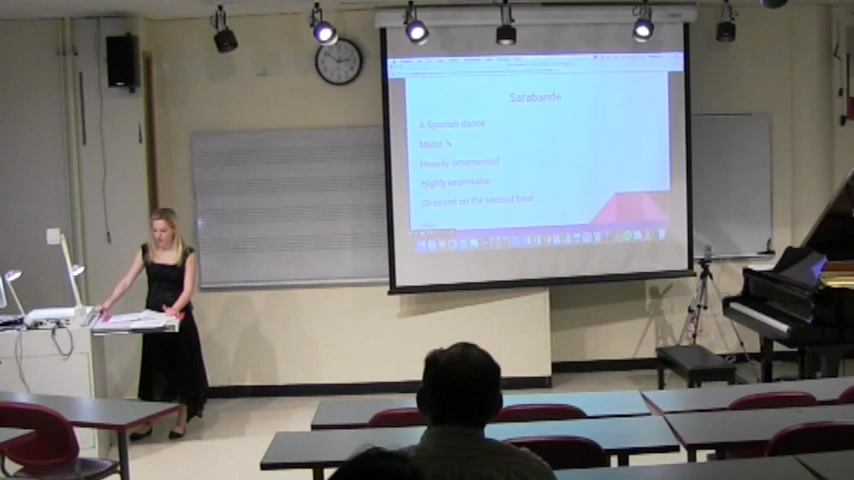 Sarabande
A Spanish dance
Meter ¾
Heavily ornamented
Highly expressive
Stressed on the second beat